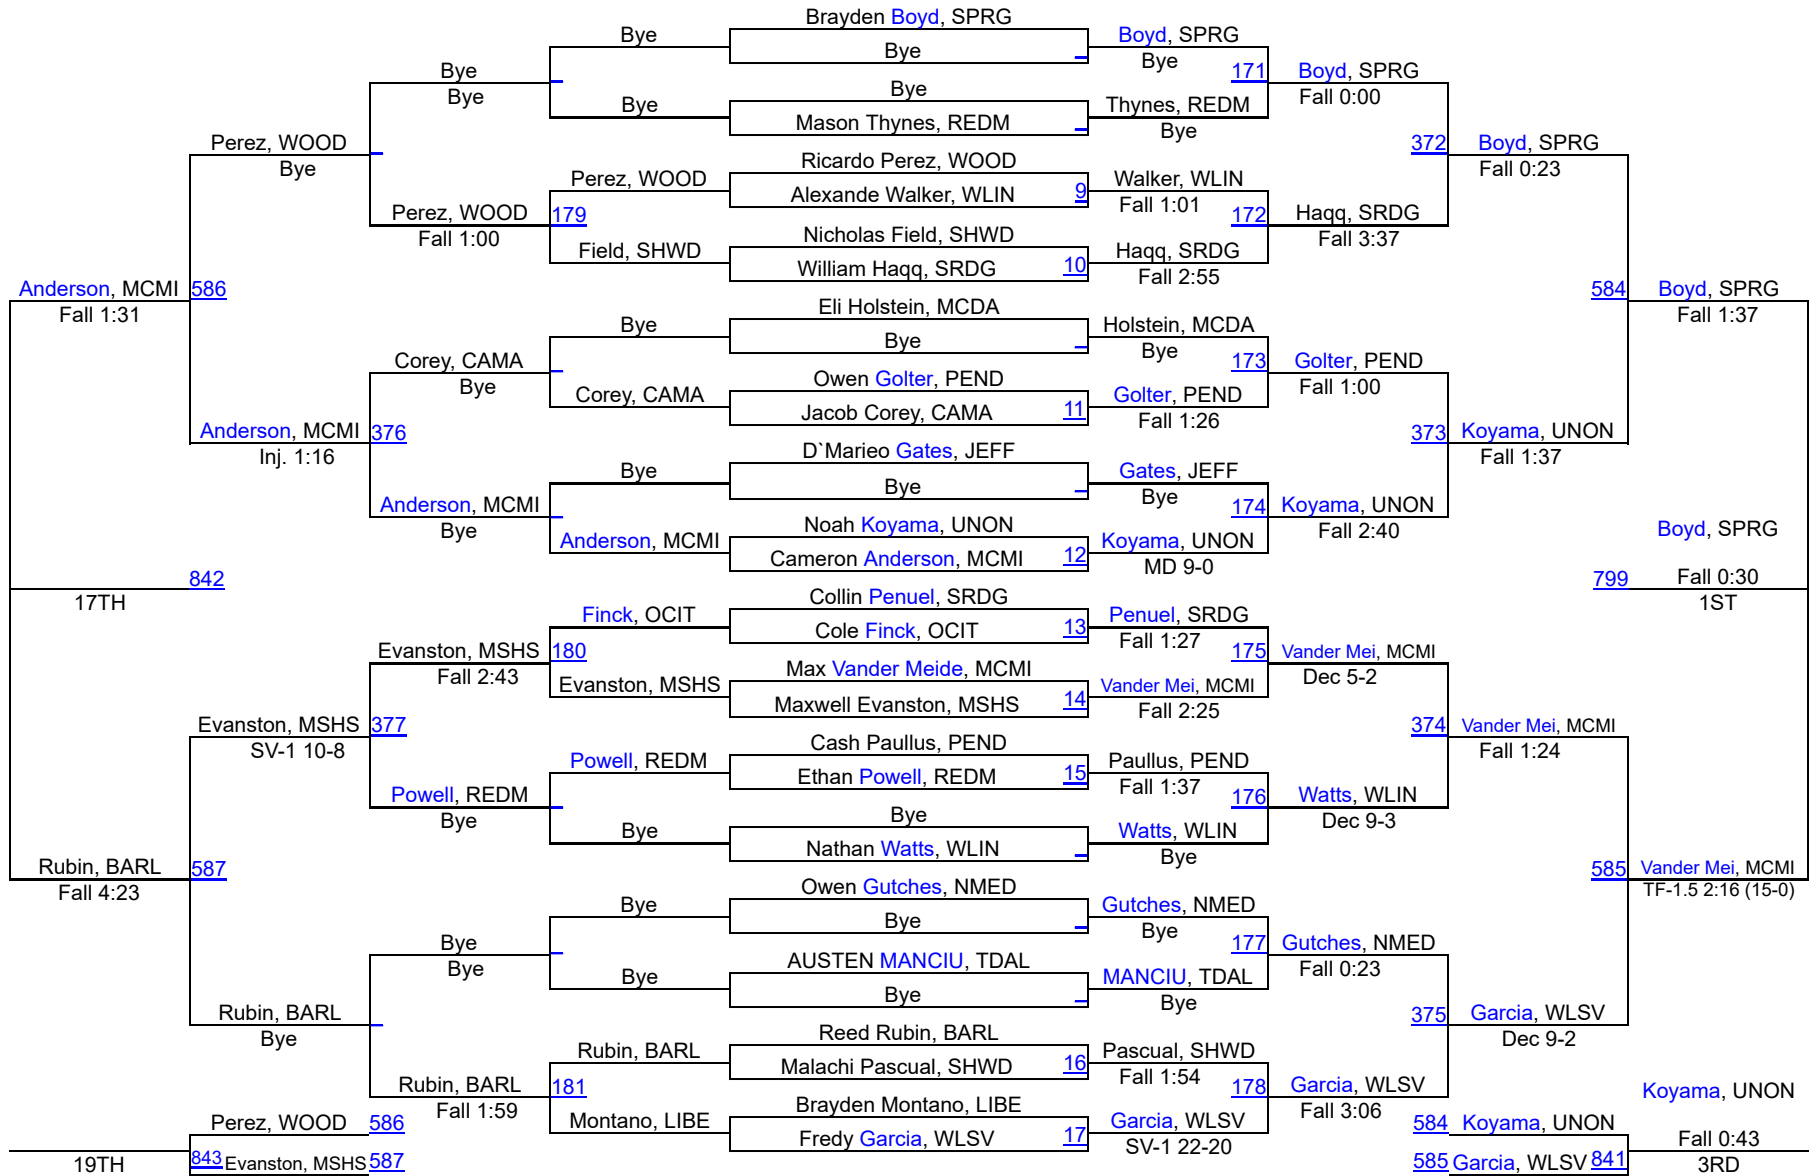 Brayden Boyd, SPRG
Bye Bye Boyd, SPRG
Bye Bye 171 Boyd, SPRG
Bye Bye Fall 0:00
Bye Thynes, REDM
Mason Thynes, REDM Bye
Perez, WOOD 372 Boyd, SPRG
Bye Ricardo Perez, WOOD Fall 0:23
Perez, WOOD Alexande Walker, WLIN 9 Walker, WLIN
Fall 1:01
Perez, WOOD 179 172 Haqq, SRDG
Fall 1:00 Nicholas Field, SHWD Fall 3:37
Field, SHWD William Haqq, SRDG 10 Haqq, SRDG
Fall 2:55
Anderson, MCMI 586 584 Boyd, SPRG
Fall 1:31 Eli Holstein, MCDA Fall 1:37
Bye Bye Holstein, MCDA
Bye
Corey, CAMA 173 Golter, PEND
Bye Owen Golter, PEND Fall 1:00
Corey, CAMA Jacob Corey, CAMA 11 Golter, PEND
Fall 1:26
Anderson, MCMI 376 373 Koyama, UNON
Inj. 1:16 D`Marieo Gates, JEFF Fall 1:37
Bye Bye Gates, JEFF
Bye
Anderson, MCMI 174 Koyama, UNON
Bye Noah Koyama, UNON Fall 2:40
Anderson, MCMI Cameron Anderson, MCMI 12 Koyama, UNON
MD 9-0
Boyd, SPRG
842 799 Fall 0:30
17TH 1ST
Collin Penuel, SRDG
Finck, OCIT Cole Finck, OCIT 13 Penuel, SRDG
Fall 1:27
Evanston, MSHS 180 175 Vander Mei, MCMI
Fall 2:43 Max Vander Meide, MCMI Dec 5-2
Evanston, MSHS Maxwell Evanston, MSHS 14 Vander Mei, MCMI
Fall 2:25
Evanston, MSHS 377 374 Vander Mei, MCMI
SV-1 10-8 Cash Paullus, PEND Fall 1:24
Powell, REDM Ethan Powell, REDM 15 Paullus, PEND
Fall 1:37
Powell, REDM 176 Watts, WLIN
Bye Bye Dec 9-3
Bye Nathan Watts, WLIN Watts, WLIN
Bye
Rubin, BARL 587 585 Vander Mei, MCMI
Fall 4:23 Owen Gutches, NMED TF-1.5 2:16 (15-0)
Bye Bye Gutches, NMED
Bye
Bye 177 Gutches, NMED
Bye AUSTEN MANCIU, TDAL Fall 0:23
Bye Bye MANCIU, TDAL
Bye
Rubin, BARL 375 Garcia, WLSV
Bye Reed Rubin, BARL Dec 9-2
Rubin, BARL Malachi Pascual, SHWD 16 Pascual, SHWD
Fall 1:54
Rubin, BARL 181 178 Garcia, WLSV Koyama, UNON
Fall 1:59 Brayden Montano, LIBE Fall 3:06
Perez, WOOD 586 Montano, LIBE Fredy Garcia, WLSV 17 Garcia, WLSV 584 Koyama, UNON
SV-1 22-20 Fall 0:43
19TH 843 Evanston, MSHS 587 585 Garcia, WLSV 841 3RD